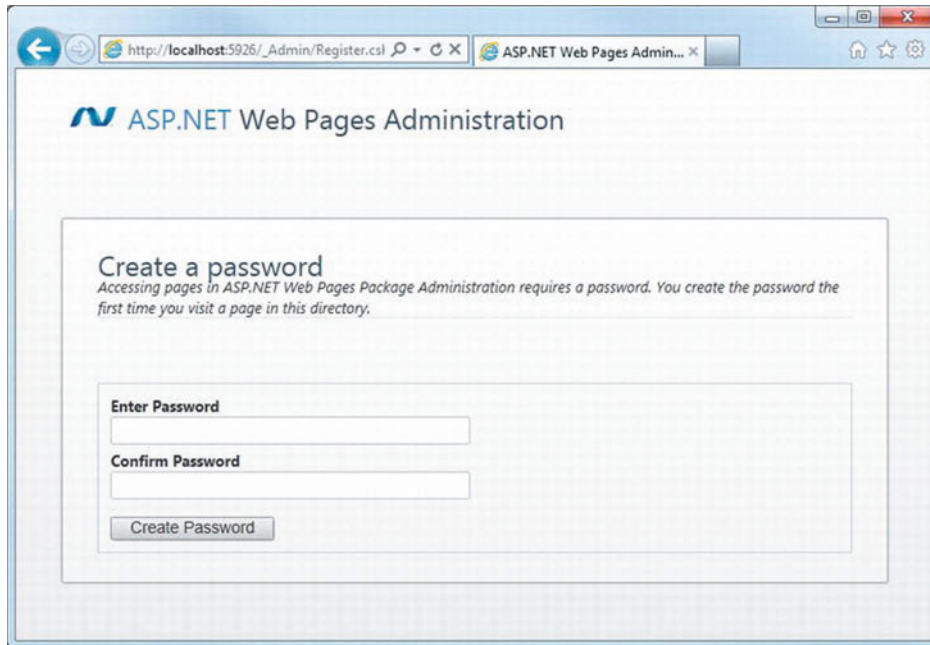 http://localhost:5926/_Admin/Register.csl
ASP.NET Web Pages Admin...
ASP.NET Web Pages Administration
Create a password
Accessing pages in ASP.NET Web Pages Package Administration requires a password. You create the password the
first time you visit a page in this directory.
Enter Password
Confirm Password
Create Password